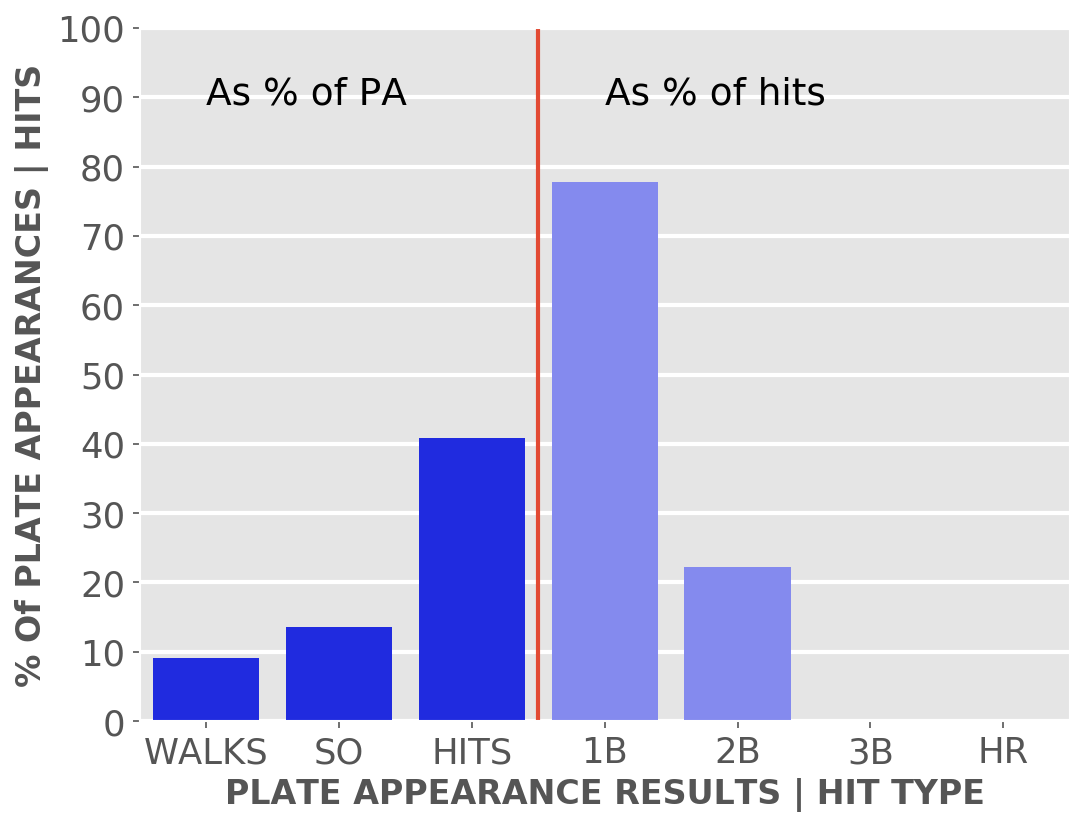 100
90
80
70
60
50
40
30
20
10
0
% Of PLATE APPEARANCES | HITS
As % of PA
As % of hits
WALKS SO HITS 1B 2B 3B HR
PLATE APPEARANCE RESULTS | HIT TYPE